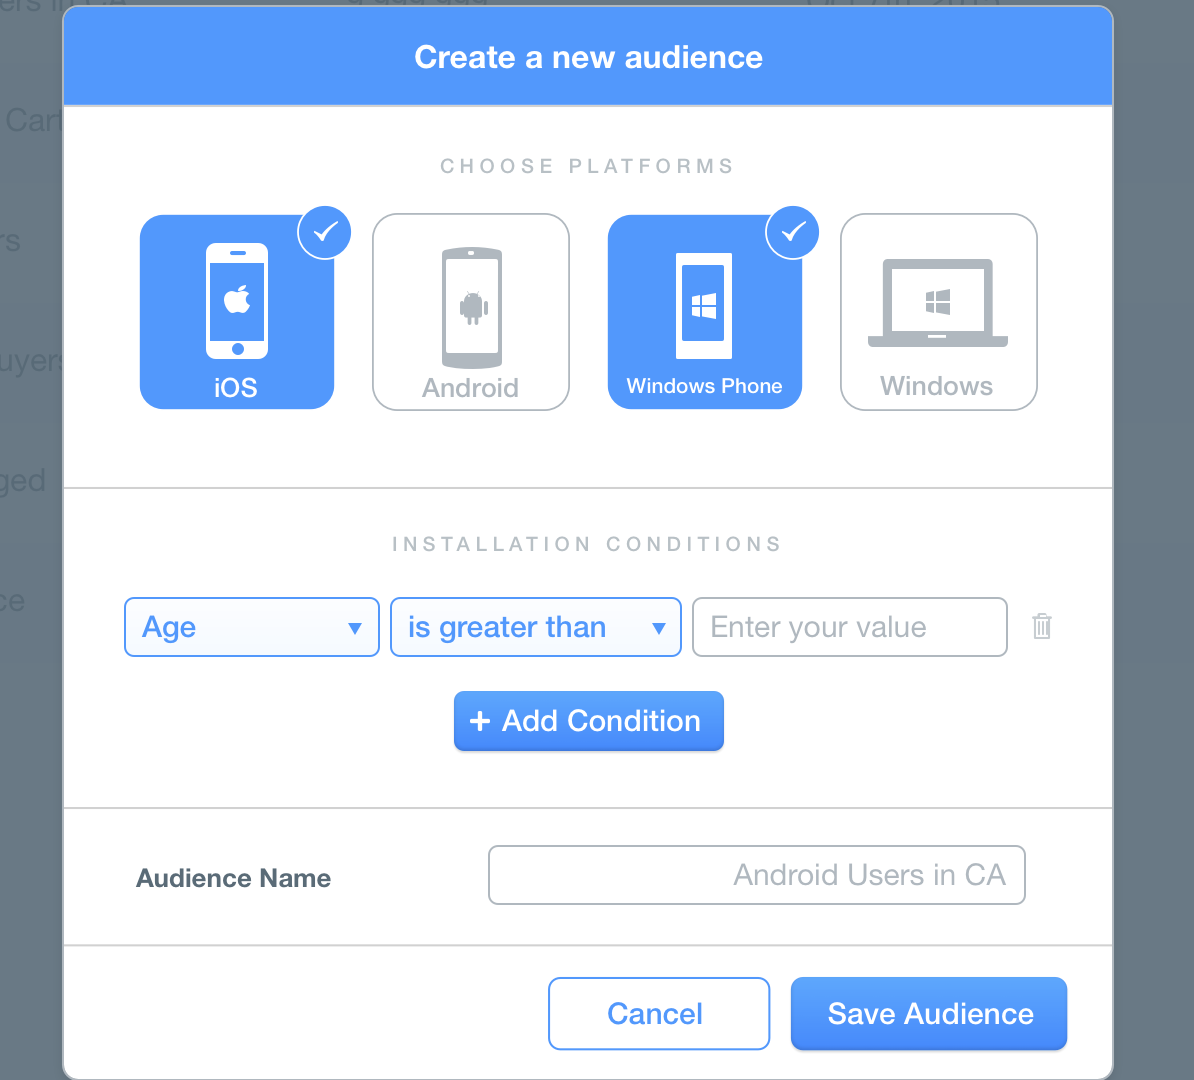 Create a new audience
CHOOSE PLATFORMS
iOS
Android
Windows Phone
Windows
INSTALLATION CONDITIONS
Age
is greater than
Enter your value
+ Add Condition
Audience Name
Android Users in CA
Cancel
Save Audience